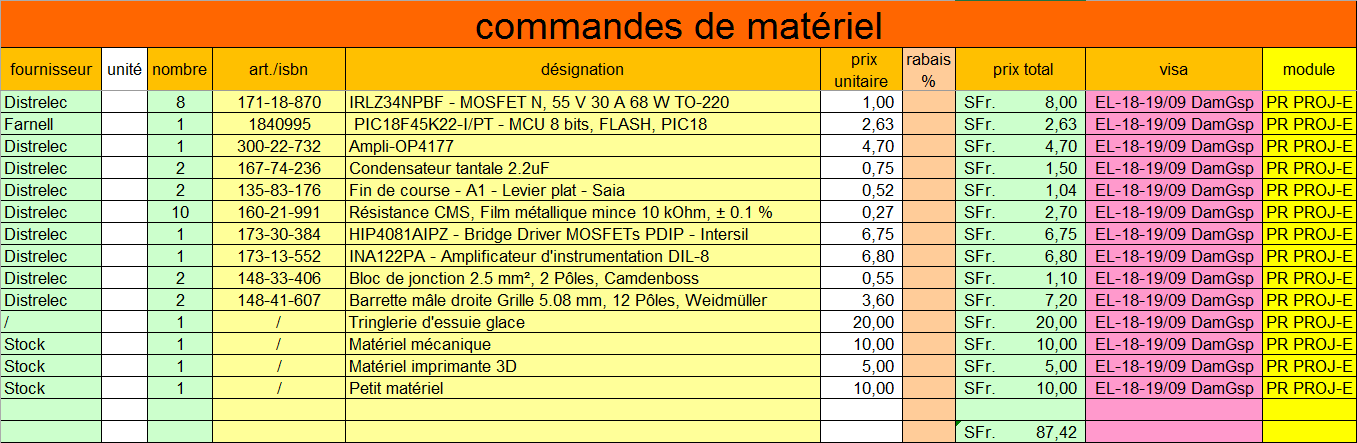 commandes de matériel
fournisseur unité nombre art./isbn désignation prix unitaire rabais % prix total visa module
Distrelec 8 171-18-870 IRLZ34NPBF - MOSFET N, 55 V 30 A 68 W TO-220 1,00 SFr. 8,00 EL-18-19/09 DamGsp PR PROJ-E
Farnell 1 1840995 PIC18F45K22-I/PT - MCU 8 bits, FLASH, PIC18 2,63 SFr. 2,63 EL-18-19/09 DamGsp PR PROJ-E
Distrelec 1 300-22-732 Ampli-OP4177 4,70 SFr. 4,70 EL-18-19/09 DamGsp PR PROJ-E
Distrelec 2 167-74-236 Condensateur tantale 2.2uF 0,75 SFr. 1,50 EL-18-19/09 DamGsp PR PROJ-E
Distrelec 2 135-83-176 Fin de course - A1 - Levier plat - Saia 0,52 SFr. 1,04 EL-18-19/09 DamGsp PR PROJ-E
Distrelec 10 160-21-991 Résistance CMS, Film métallique mince 10 kOhm, ± 0.1 % 0,27 SFr. 2,70 EL-18-19/09 DamGsp PR PROJ-E
Distrelec 1 173-30-384 HIP4081AIPZ - Bridge Driver MOSFETs PDIP - Intersil 6,75 SFr. 6,75 EL-18-19/09 DamGsp PR PROJ-E
Distrelec 1 173-13-552 INA122PA - Amplificateur d'instrumentation DIL-8 6,80 SFr. 6,80 EL-18-19/09 DamGsp PR PROJ-E
Distrelec 2 148-33-406 Bloc de jonction 2.5 mm², 2 Pôles, Camdenboss 0,55 SFr. 1,10 EL-18-19/09 DamGsp PR PROJ-E
Distrelec 2 148-41-607 Barrette mâle droite Grille 5.08 mm, 12 Pôles, Weidmüller 3,60 SFr. 7,20 EL-18-19/09 DamGsp PR PROJ-E
/ 1 / Tringlerie d'essuie glace 20,00 SFr. 20,00 EL-18-19/09 DamGsp PR PROJ-E
Stock 1 / Matériel mécanique 10,00 SFr. 10,00 EL-18-19/09 DamGsp PR PROJ-E
Stock 1 / Matériel imprimante 3D 5,00 SFr. 5,00 EL-18-19/09 DamGsp PR PROJ-E
Stock 1 / Petit matériel 10,00 SFr. 10,00 EL-18-19/09 DamGsp PR PROJ-E
SFr. 87,42